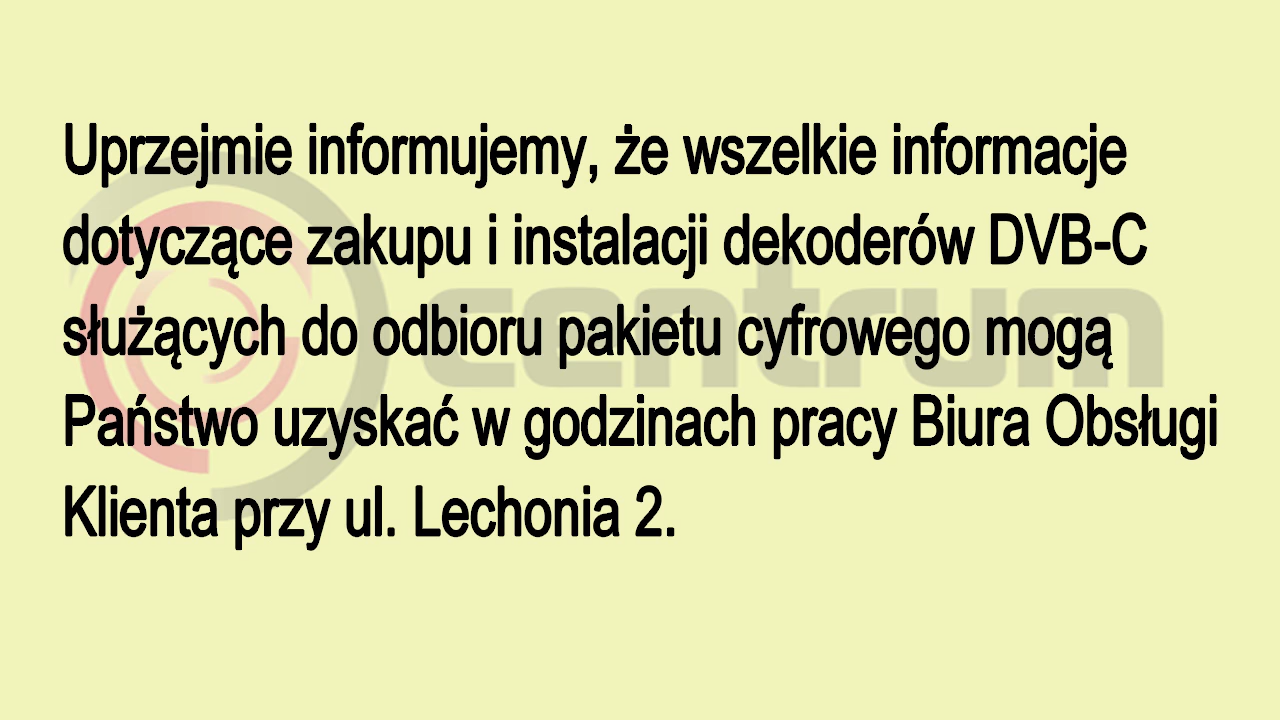 Uprzejmie informujemy, że wszelkie informacje
dotyczące zakupu i instalacji dekoderów DVB-C
centrum
służących do odbioru pakietu cyfrowego mogą
Państwo uzyskać w godzinach pracy Biura Obsługi
Klienta przy ul. Lechonia 2.